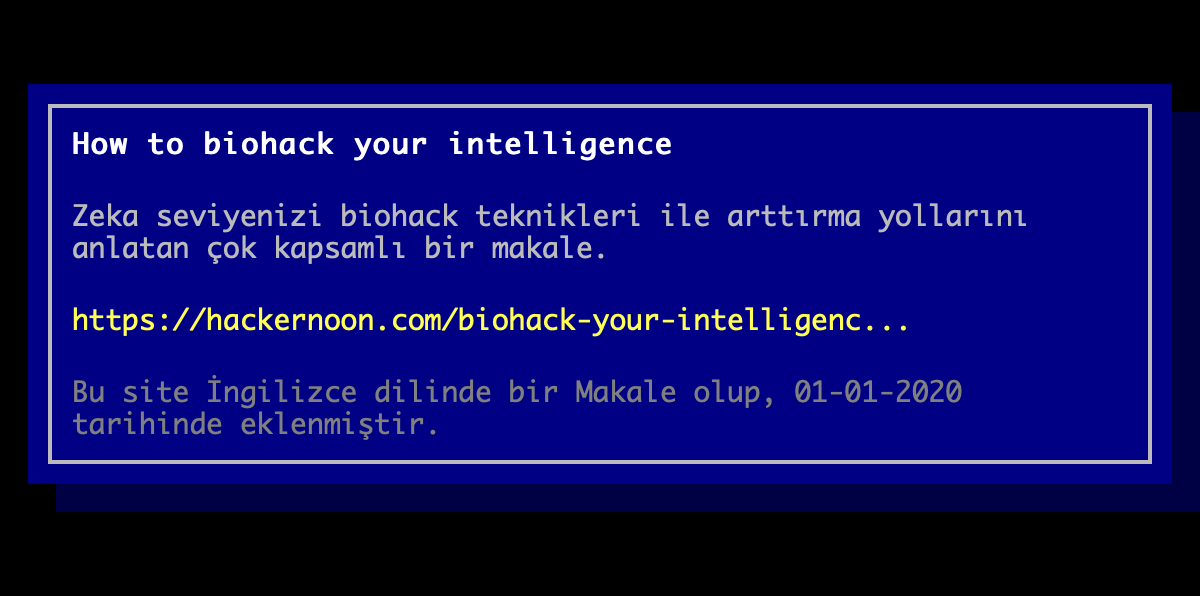 How to biohack your intelligence
Zeka seviyenizi biohack teknikleri ile arttırma yollarını
anlatan çok kapsamlı bir makale.
https://hackernoon.com/biohack-your-intelligenc...
Bu site İngilizce dilinde bir Makale olup, 01-01-2020
tarihinde eklenmiştir.